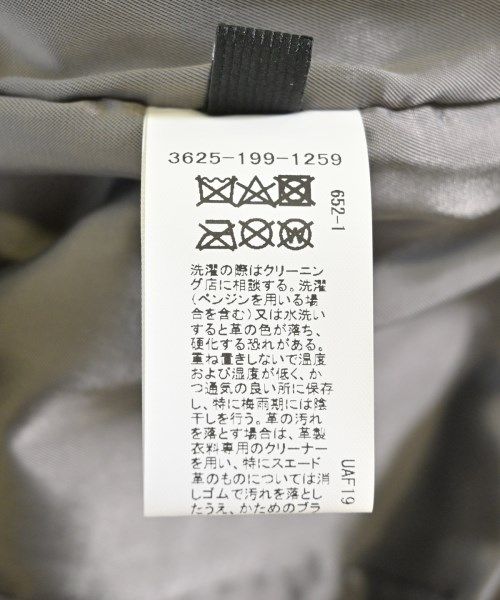 3625-199-1259
652-1
洗濯の際はクリーニン
グ店に相談する。洗濯
(ベンジンを用いる場
合を含む)又は水洗い
すると革の色が落ち、
硬化する恐れがある。
重ね置きしないで温度
および湿度が低く、か
つ通気の良い所に保存
し、特に梅雨期には陰
干しを行う。革の汚れ
を落とす場合は、革製
衣料専用のクリーナー
を用い、特にスエード
革のものについては消
しゴムで汚れを落とし
たうえ、かためのブラ
UAF19